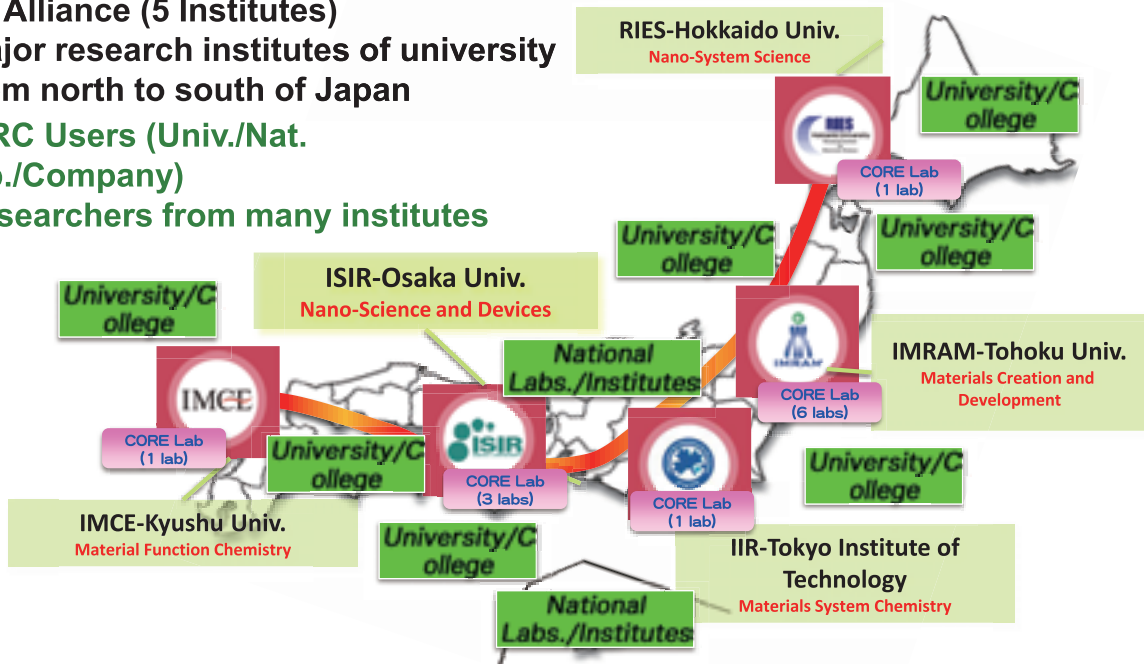 Alliance (5 Institutes)
jor research institutes of university
m north to south of Japan
RC Users (Univ./Nat.
./Company)
searchers from many institutes
RIES-Hokkaido Univ.
Nano-System Science
RIES
CORE Lab
(1 lab)
University/C
ollege
University/C
ollege
University/C
ollege
ISIR-Osaka Univ.
Nano-Science and Devices
University/C
ollege
National
Labs./Institutes
IMRAM
CORE Lab
(6 labs)
IMRAM-Tohoku Univ.
Materials Creation and
Development
IMCE
CORE Lab
(1 lab)
University/C
ollege
ISIR
CORE Lab
(3 labs)
CORE Lab
(1 lab)
University/C
ollege
IMCE-Kyushu Univ.
Material Function Chemistry
University/C
ollege
IIR-Tokyo Institute of
Technology
Materials System Chemistry
National
Labs./Institutes